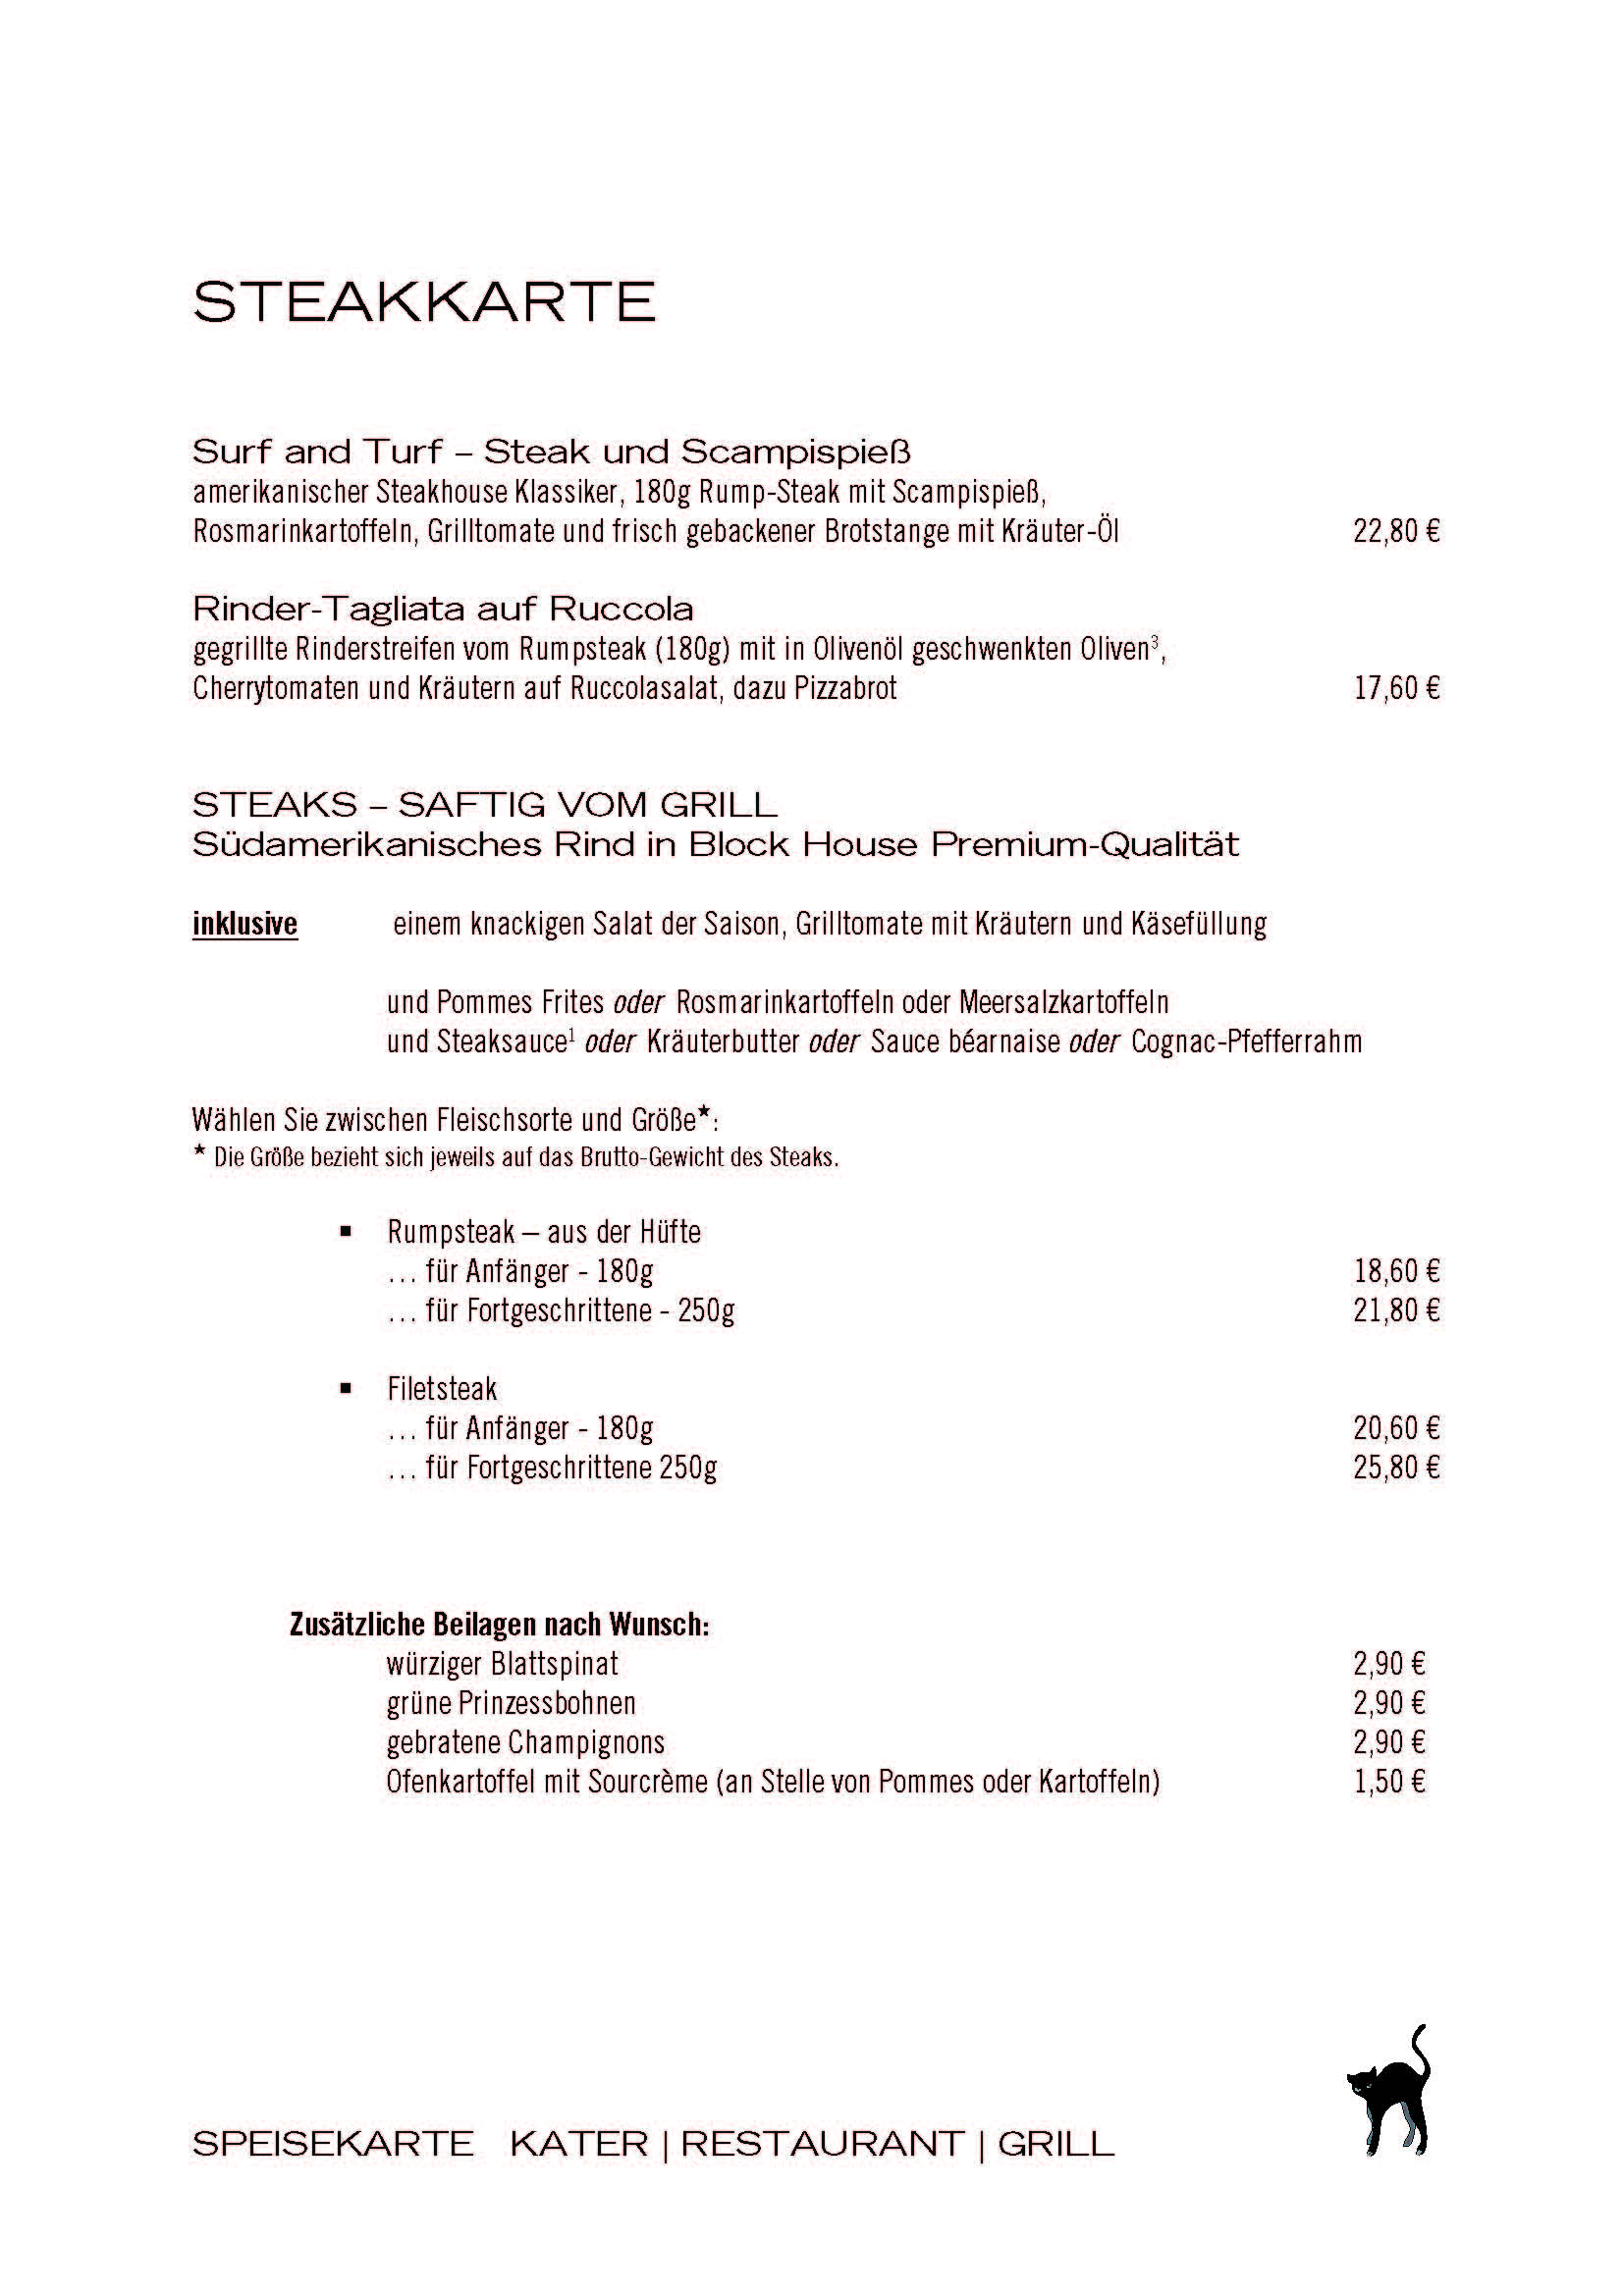 STEAKKARTE
Surf and Turf – Steak und Scampispieß
amerikanischer Steakhouse Klassiker, 180g Rump-Steak mit Scampispieß,
Rosmarinkartoffeln, Grilltomate und frisch gebackener Brotstange mit Kräuter-Öl 22,80 €
Rinder-Tagliata auf Ruccola
gegrillte Rinderstreifen vom Rumpsteak (180g) mit in Olivenöl geschwenkten Oliven³,
Cherrytomaten und Kräutern auf Ruccolasalat, dazu Pizzabrot 17,60 €
STEAKS – SAFTIG VOM GRILL
Südamerikanisches Rind in Block House Premium-Qualität
inklusive einem knackigen Salat der Saison, Grilltomate mit Kräutern und Käsefüllung
und Pommes Frites oder Rosmarinkartoffeln oder Meersalzkartoffeln
und Steaksauce¹ oder Kräuterbutter oder Sauce béarnaise oder Cognac-Pfefferrahm
Wählen Sie zwischen Fleischsorte und Größe★:
★ Die Größe bezieht sich jeweils auf das Brutto-Gewicht des Steaks.
▪ Rumpsteak – aus der Hüfte
… für Anfänger - 180g 18,60 €
… für Fortgeschrittene - 250g 21,80 €
▪ Filetsteak
… für Anfänger - 180g 20,60 €
… für Fortgeschrittene 250g 25,80 €
Zusätzliche Beilagen nach Wunsch:
würziger Blattspinat 2,90 €
grüne Prinzessbohnen 2,90 €
gebratene Champignons 2,90 €
Ofenkartoffel mit Sourcrème (an Stelle von Pommes oder Kartoffeln) 1,50 €
SPEISEKARTE KATER | RESTAURANT | GRILL